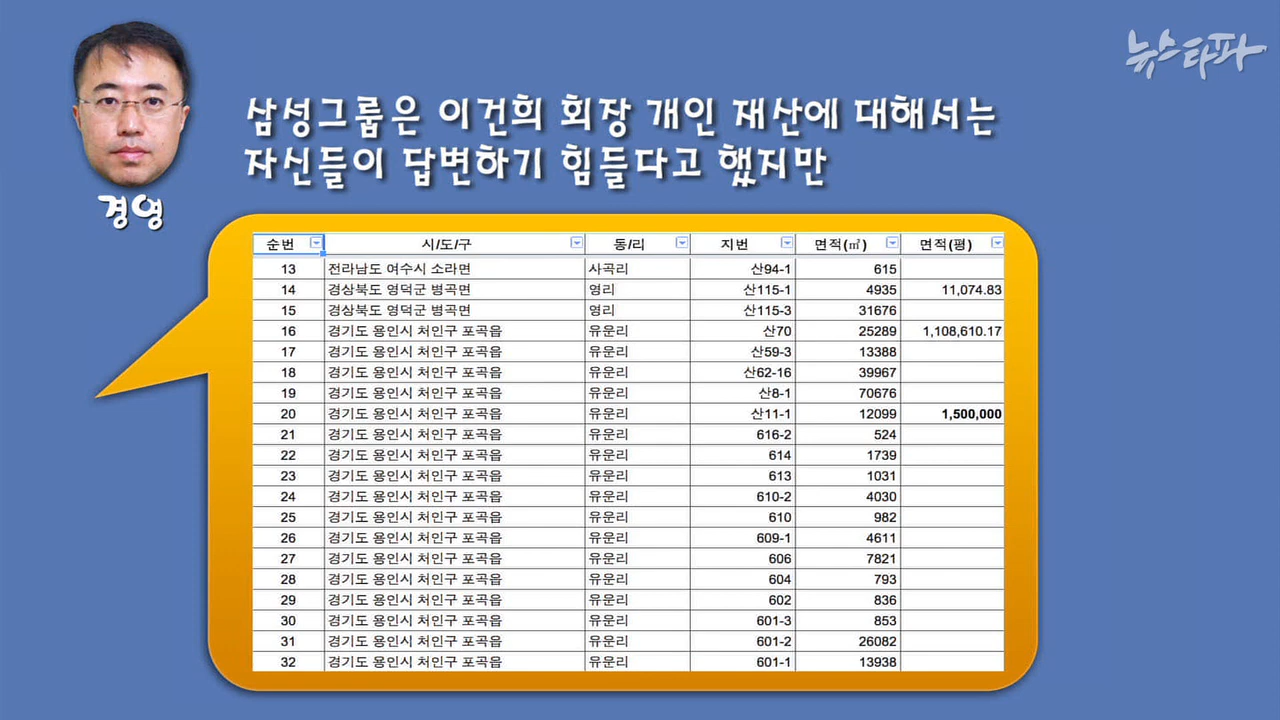 뉴스타파
삼성그룹은 이건희 회장 개인 재산에 대해서는
자신들이 답변하기 힘들다고 했지만
경영
순번 시/도/구 동/리 지번 면적(㎡) 면적(평)
13 전라남도 여수시 소라면 사곡리 산94-1 615
14 경상북도 영덕군 병곡면 영리 산115-1 4935 11,074.83
15 경상북도 영덕군 병곡면 영리 산115-3 31676
16 경기도 용인시 처인구 포곡읍 유운리 산70 25289 1,108,610.17
17 경기도 용인시 처인구 포곡읍 유운리 산59-3 13388
18 경기도 용인시 처인구 포곡읍 유운리 산62-16 39967
19 경기도 용인시 처인구 포곡읍 유운리 산8-1 70676
20 경기도 용인시 처인구 포곡읍 유운리 산11-1 12099 1,500,000
21 경기도 용인시 처인구 포곡읍 유운리 616-2 524
22 경기도 용인시 처인구 포곡읍 유운리 614 1739
23 경기도 용인시 처인구 포곡읍 유운리 613 1031
24 경기도 용인시 처인구 포곡읍 유운리 610-2 4030
25 경기도 용인시 처인구 포곡읍 유운리 610 982
26 경기도 용인시 처인구 포곡읍 유운리 609-1 4611
27 경기도 용인시 처인구 포곡읍 유운리 606 7821
28 경기도 용인시 처인구 포곡읍 유운리 604 793
29 경기도 용인시 처인구 포곡읍 유운리 602 836
30 경기도 용인시 처인구 포곡읍 유운리 601-3 853
31 경기도 용인시 처인구 포곡읍 유운리 601-2 26082
32 경기도 용인시 처인구 포곡읍 유운리 601-1 13938